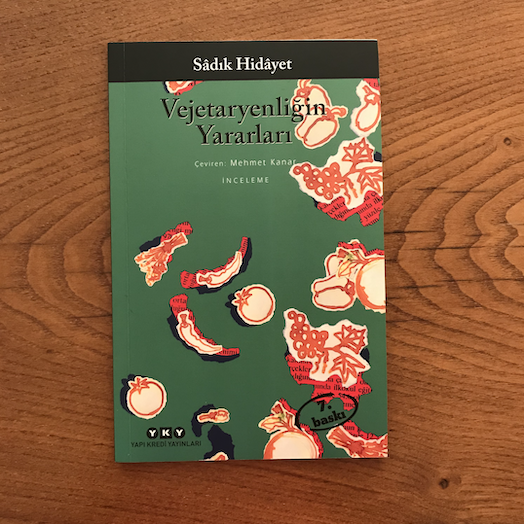 Sâdık Hidâyet
Vejetaryenliğin
Yararları
Çeviren: Mehmet Kanar
İNCELEME
7.
baskı
YKY
YAPI KREDİ YAYINLARI